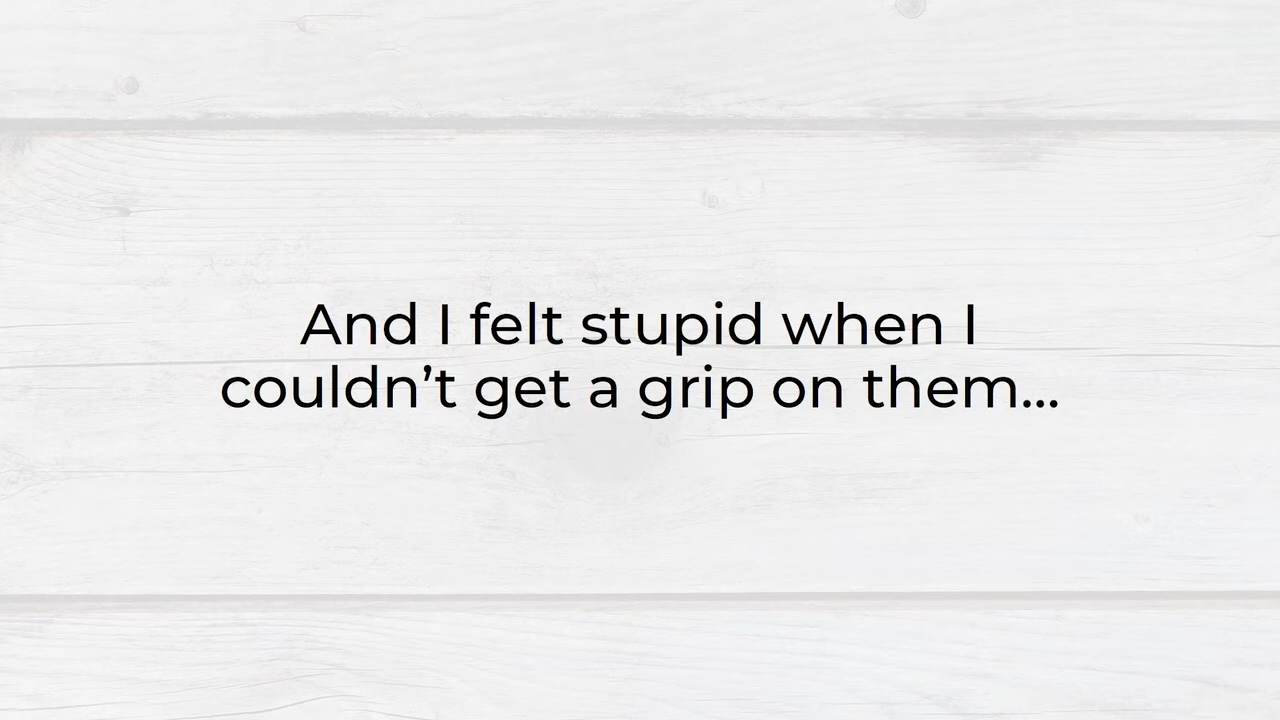 And I felt stupid when I
couldn’t get a grip on them...